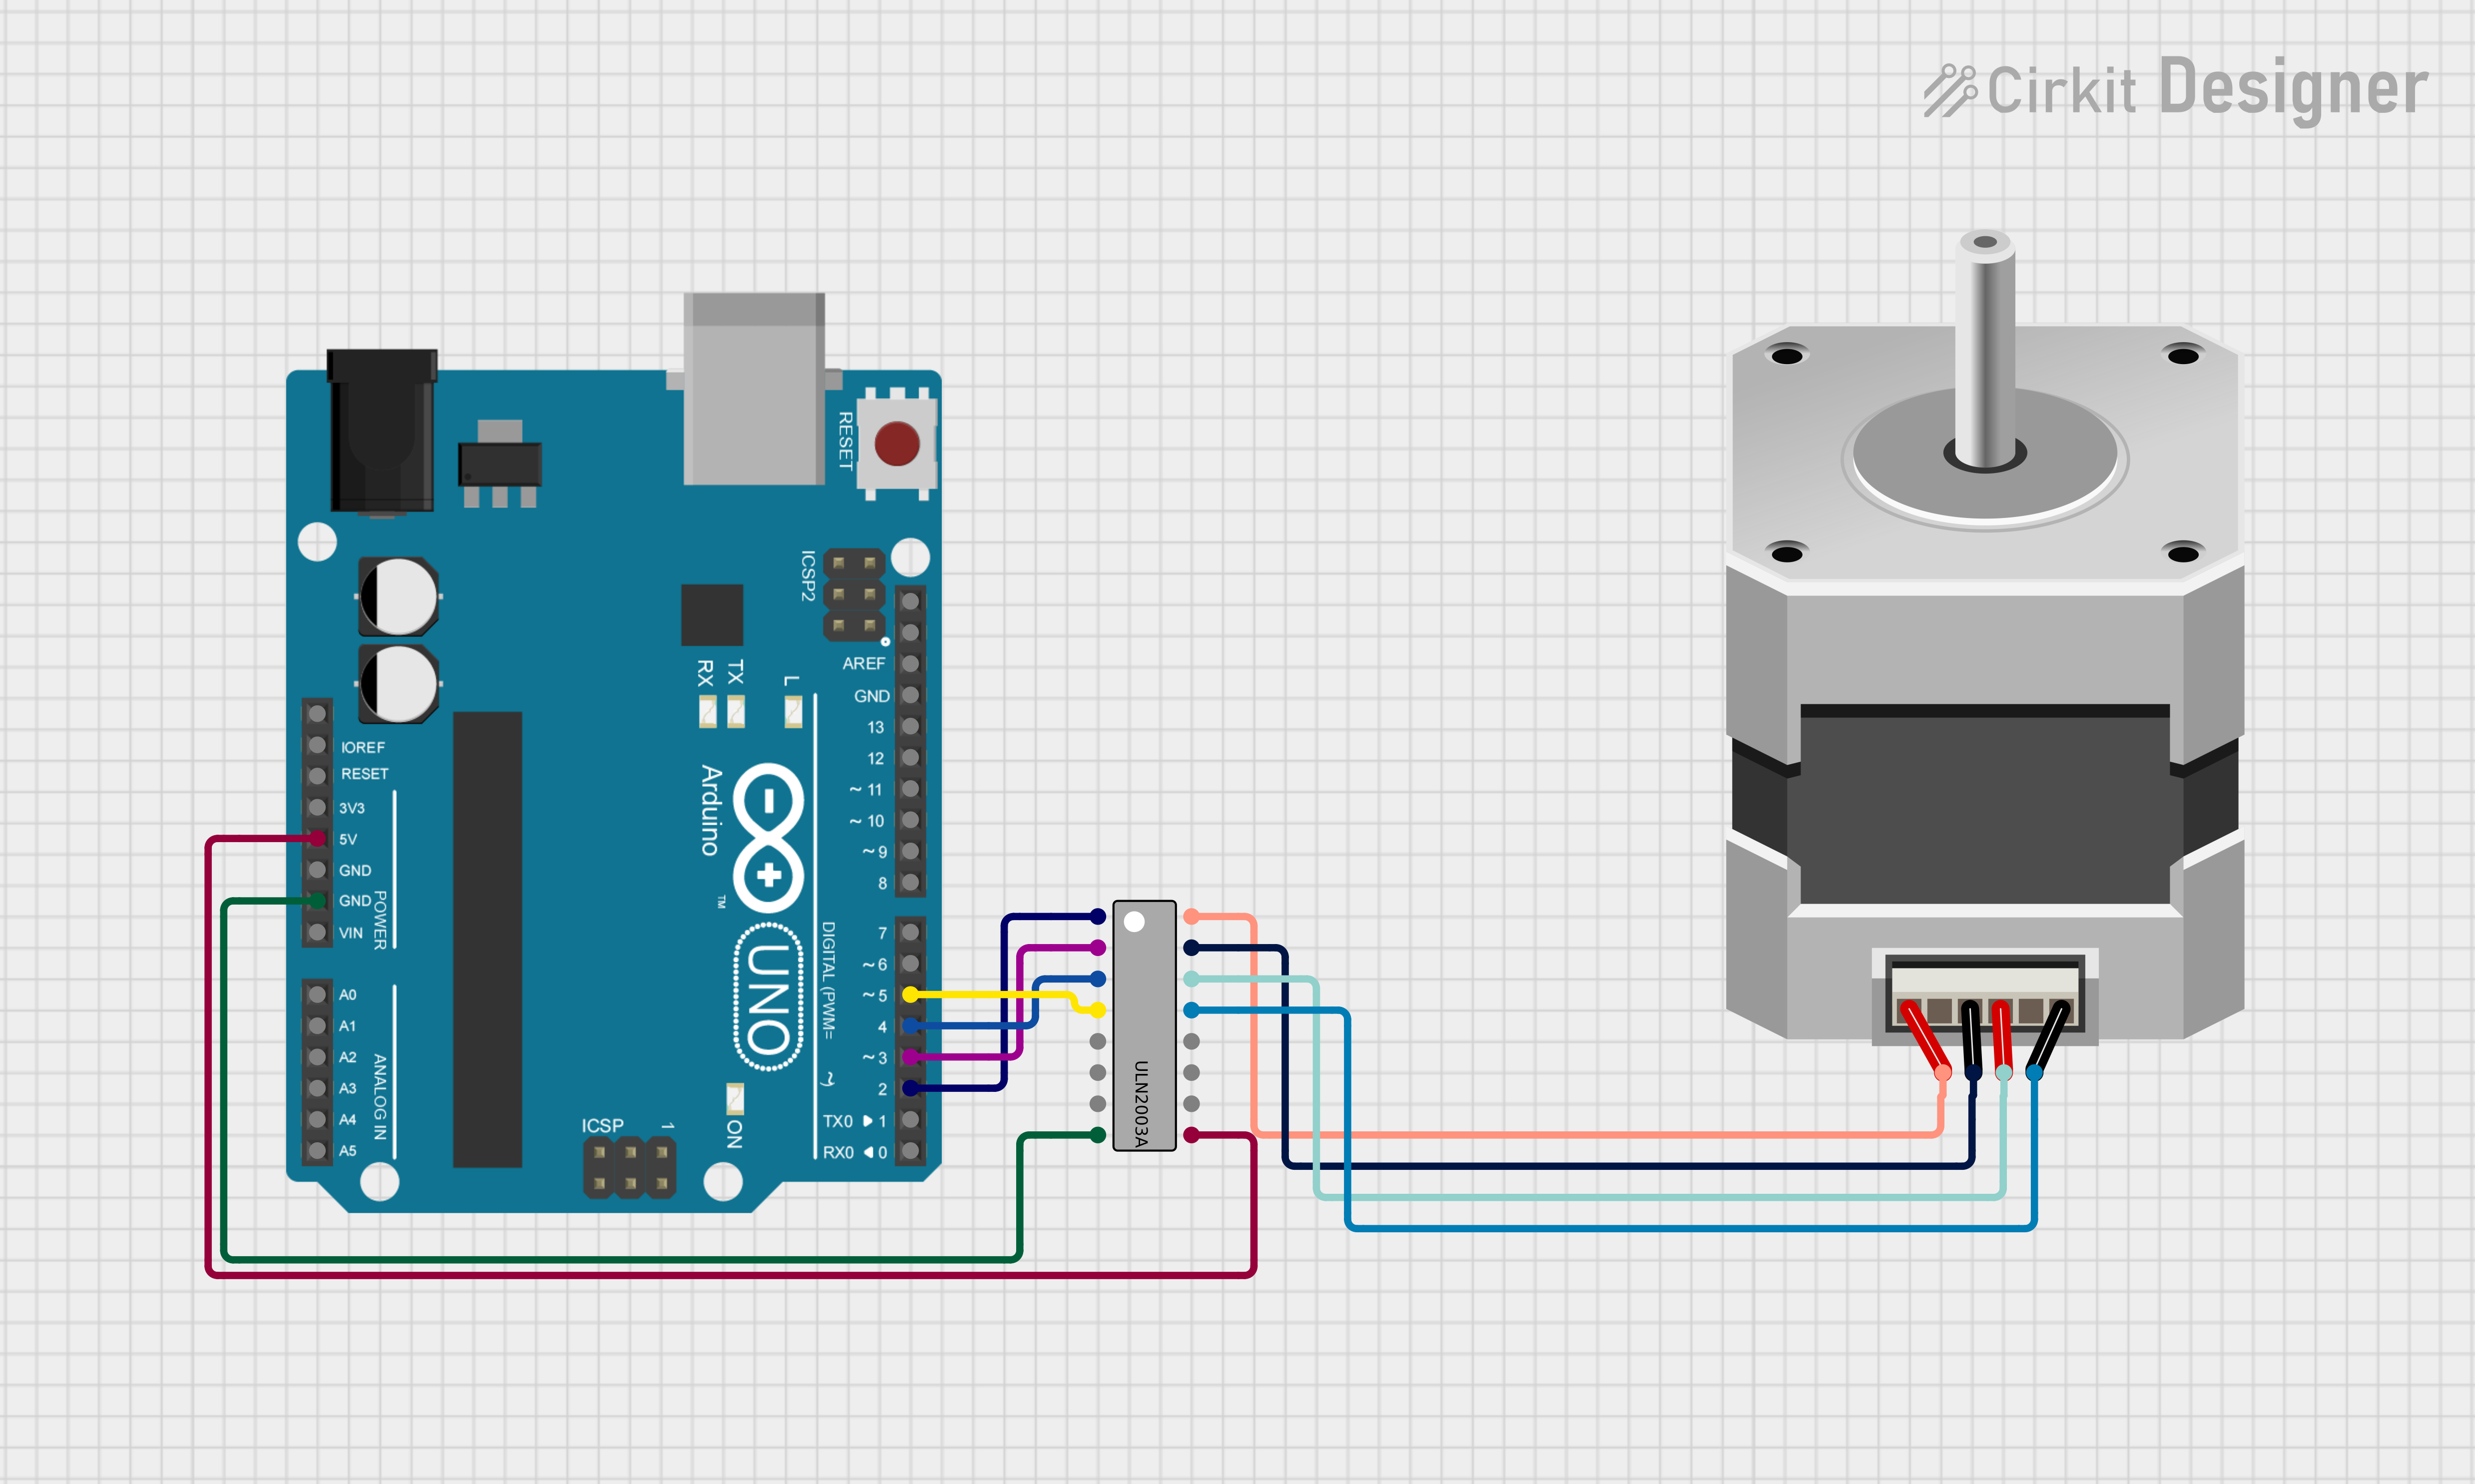 Cirkit Designer
RESET
ICSP2
RX
TX
L
AREF
GND
13
12
~ 11
~ 10
~ 9
8
IOREF
RESET
3V3
5V
GND
GND
VIN
POWER
Arduino
TM
UNO
DIGITAL (PWM= ~)
7
~ 6
~ 5
4
~ 3
2
TX0 ▶ 1
RX0 ◀ 0
A0
A1
A2
A3
A4
A5
ANALOG IN
ON
ICSP
1
ULN2003A